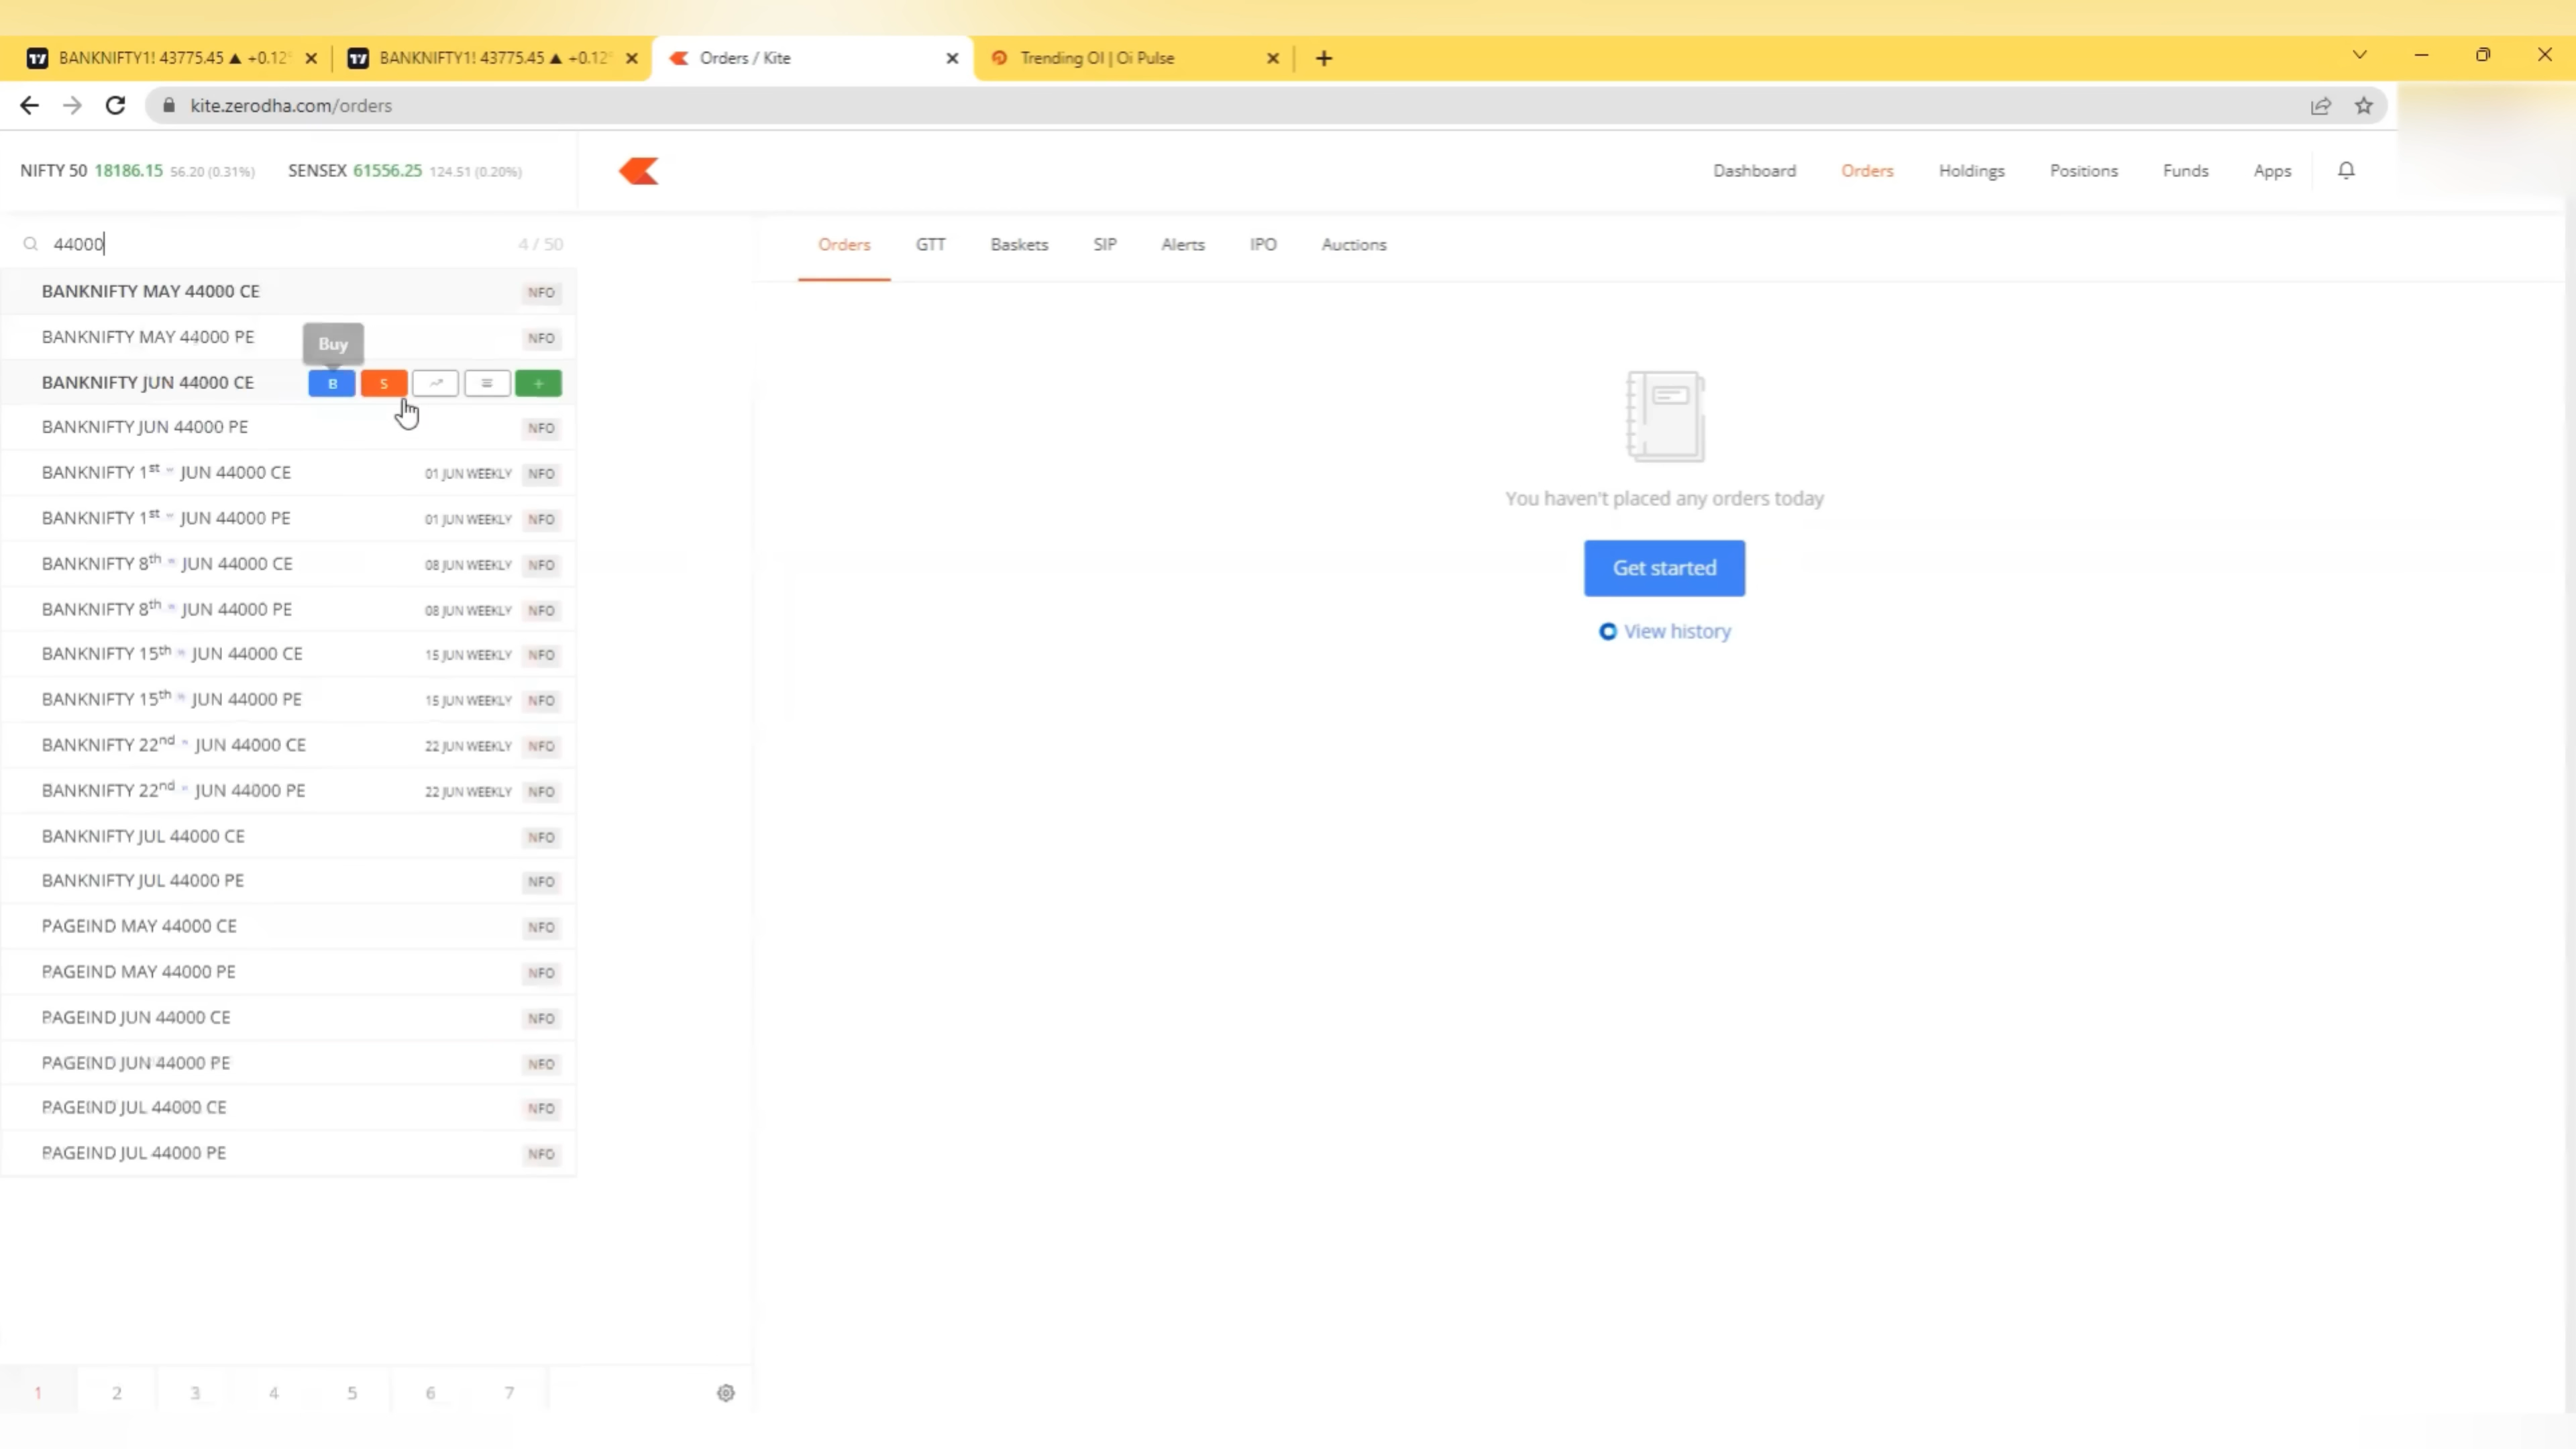 BANKNIFTY1! 43775.45 ▲ +0.12
BANKNIFTY1! 43775.45 ▲ +0.12
Orders / Kite
Trending OI | Oi Pulse
kite.zerodha.com/orders
NIFTY 50 18186.15 56.20 (0.31%) SENSEX 61556.25 124.51 (0.20%)
Dashboard Orders Holdings Positions Funds Apps
44000 4 / 50
Orders GTT Baskets SIP Alerts IPO Auctions
BANKNIFTY MAY 44000 CE NFO
BANKNIFTY MAY 44000 PE NFO
Buy
BANKNIFTY JUN 44000 CE B S +
BANKNIFTY JUN 44000 PE NFO
BANKNIFTY 1st w JUN 44000 CE 01 JUN WEEKLY NFO
BANKNIFTY 1st w JUN 44000 PE 01 JUN WEEKLY NFO
BANKNIFTY 8th w JUN 44000 CE 08 JUN WEEKLY NFO
BANKNIFTY 8th w JUN 44000 PE 08 JUN WEEKLY NFO
BANKNIFTY 15th w JUN 44000 CE 15 JUN WEEKLY NFO
BANKNIFTY 15th w JUN 44000 PE 15 JUN WEEKLY NFO
BANKNIFTY 22nd w JUN 44000 CE 22 JUN WEEKLY NFO
BANKNIFTY 22nd w JUN 44000 PE 22 JUN WEEKLY NFO
BANKNIFTY JUL 44000 CE NFO
BANKNIFTY JUL 44000 PE NFO
PAGEIND MAY 44000 CE NFO
PAGEIND MAY 44000 PE NFO
PAGEIND JUN 44000 CE NFO
PAGEIND JUN 44000 PE NFO
PAGEIND JUL 44000 CE NFO
PAGEIND JUL 44000 PE NFO
You haven't placed any orders today
Get started
View history
1 2 3 4 5 6 7